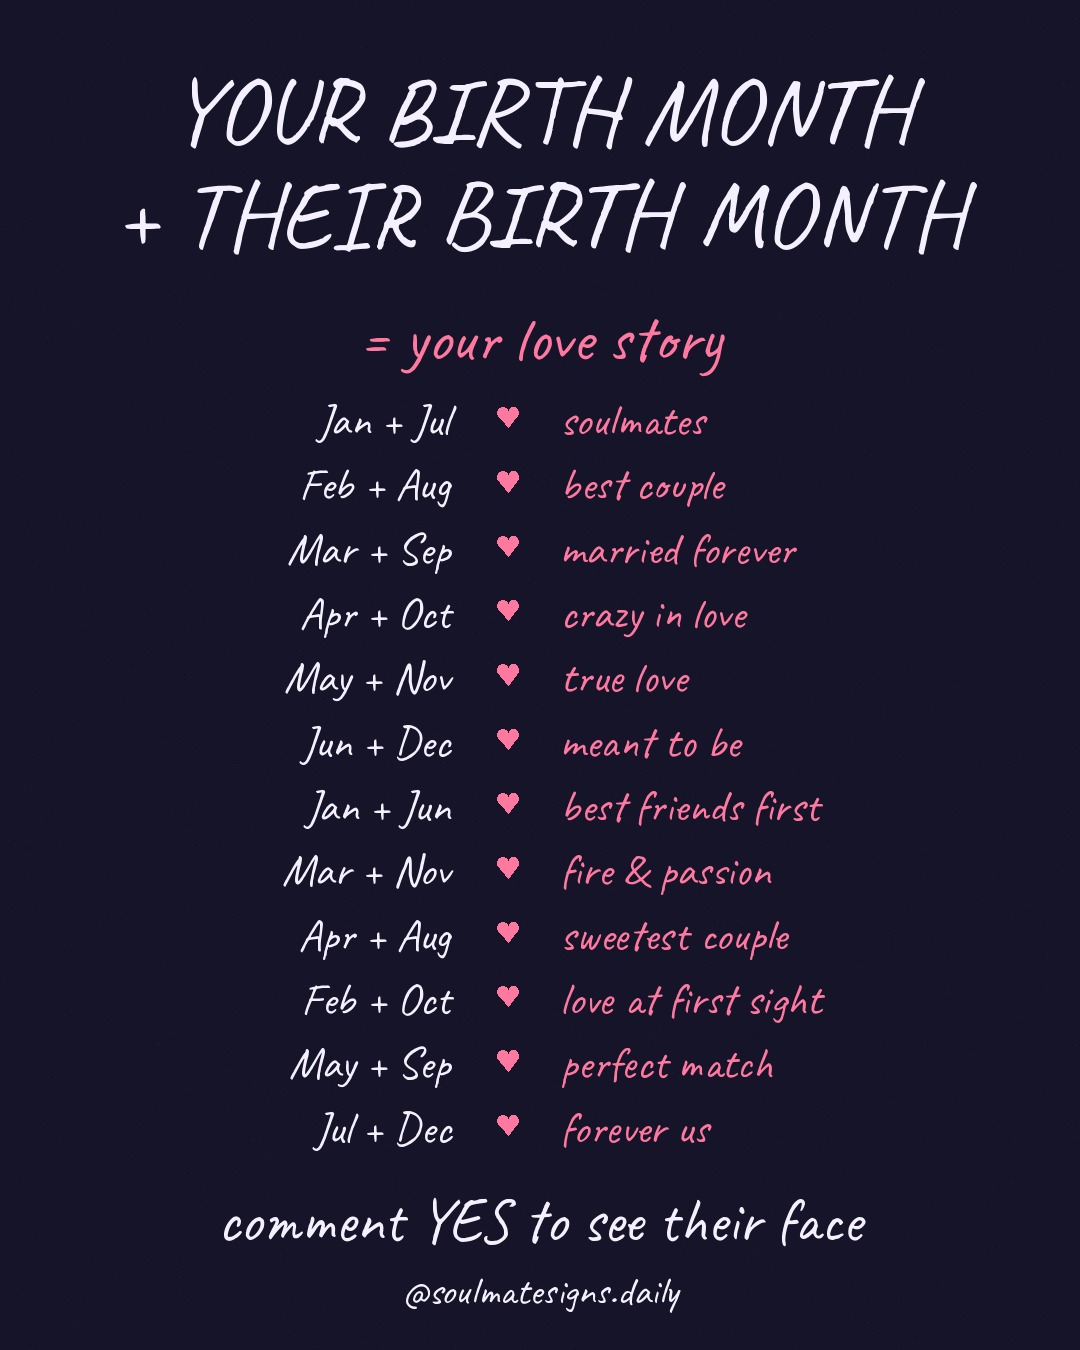 YOUR BIRTH MONTH
+ THEIR BIRTH MONTH
= your love story
Jan + Jul ♥ soulmates
Feb + Aug ♥ best couple
Mar + Sep ♥ married forever
Apr + Oct ♥ crazy in love
May + Nov ♥ true love
Jun + Dec ♥ meant to be
Jan + Jun ♥ best friends first
Mar + Nov ♥ fire & passion
Apr + Aug ♥ sweetest couple
Feb + Oct ♥ love at first sight
May + Sep ♥ perfect match
Jul + Dec ♥ forever us
comment YES to see their face
@soulmatesigns.daily